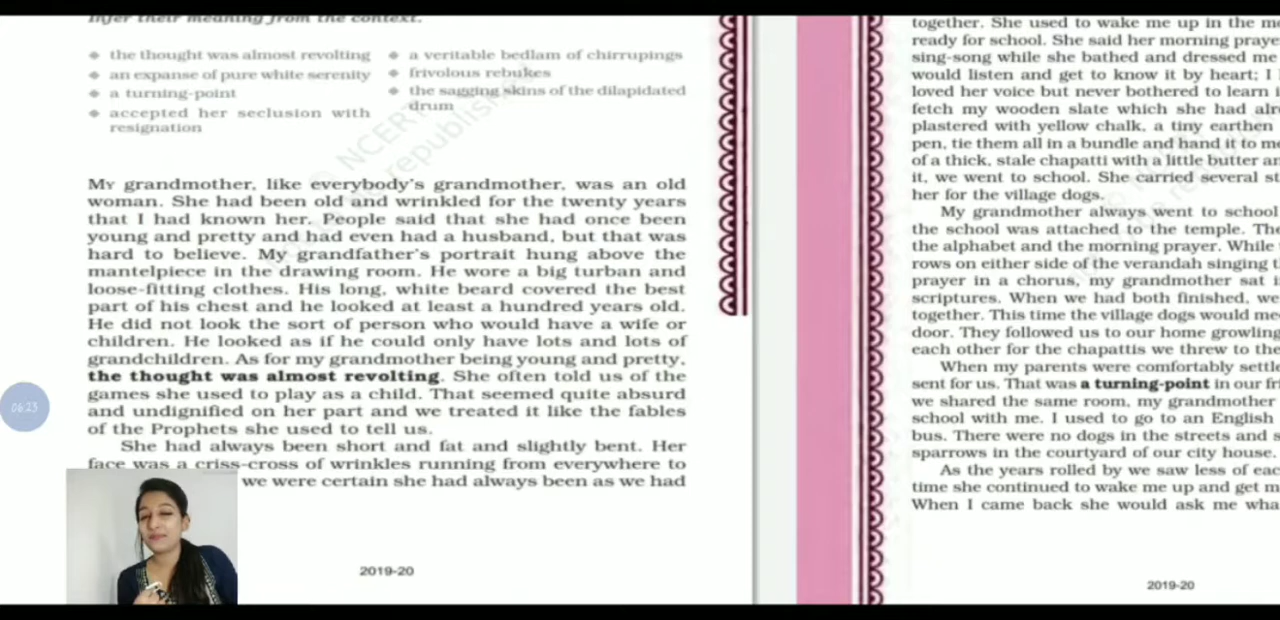 Infer their meaning from the context.
the thought was almost revolting
an expanse of pure white serenity
a turning-point
accepted her seclusion with
resignation
a veritable bedlam of chirrupings
frivolous rebukes
the sagging skins of the dilapidated
drum
My grandmother, like everybody's grandmother, was an old
woman. She had been old and wrinkled for the twenty years
that I had known her. People said that she had once been
young and pretty and had even had a husband, but that was
hard to believe. My grandfather's portrait hung above the
mantelpiece in the drawing room. He wore a big turban and
loose-fitting clothes. His long, white beard covered the best
part of his chest and he looked at least a hundred years old.
He did not look the sort of person who would have a wife or
children. He looked as if he could only have lots and lots of
grandchildren. As for my grandmother being young and pretty,
the thought was almost revolting. She often told us of the
games she used to play as a child. That seemed quite absurd
and undignified on her part and we treated it like the fables
of the Prophets she used to tell us.
She had always been short and fat and slightly bent. Her
face was a criss-cross of wrinkles running from everywhere to
we were certain she had always been as we had
2019-20
06:23
© NCERT
republished
together. She used to wake me up in the
ready for school. She said her morning
sing-song while she bathed and dressed me
would listen and get to know it by heart; I
loved her voice but never bothered to learn
fetch my wooden slate which she had
plastered with yellow chalk, a tiny earthen
pen, tie them all in a bundle and hand it to
of a thick, stale chapatti with a little butter
it, we went to school. She carried several
her for the village dogs.
My grandmother always went to school
the school was attached to the temple.
the alphabet and the morning prayer. While
rows on either side of the verandah singing
prayer in a chorus, my grandmother sat
scriptures. When we had both finished, we
together. This time the village dogs would
door. They followed us to our home growling
each other for the chapattis we threw to
When my parents were comfortably
sent for us. That was a turning-point in our
we shared the same room, my grandmother
school with me. I used to go to an English
bus. There were no dogs in the streets and
sparrows in the courtyard of our city house.
As the years rolled by we saw less of
time she continued to wake me up and get
When I came back she would ask me
2019-20